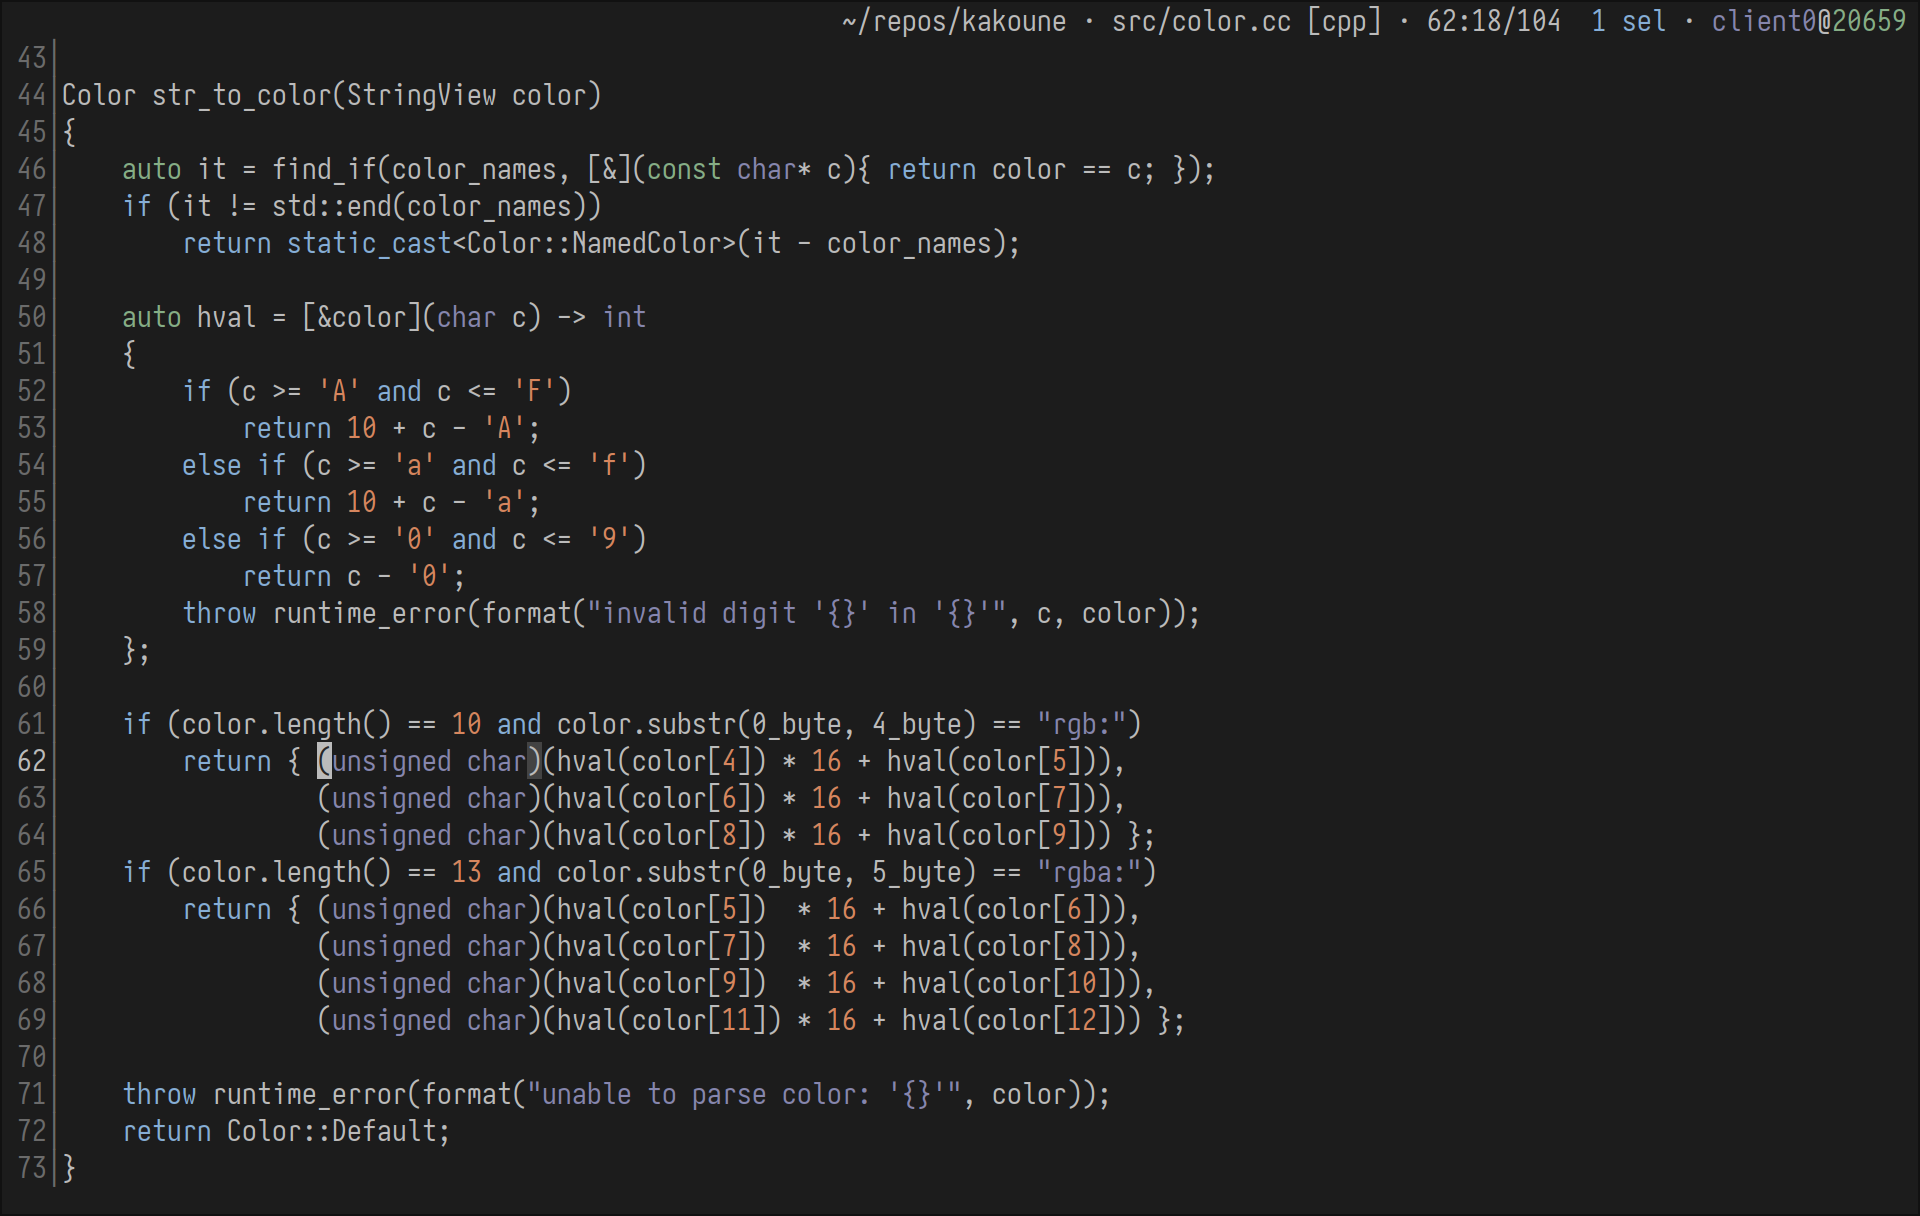 ~/repos/kakoune · src/color.cc [cpp] · 62:18/104  1 sel · client0@20659
43
44 Color str_to_color(StringView color)
45 {
46     auto it = find_if(color_names, [&](const char* c){ return color == c; });
47     if (it != std::end(color_names))
48         return static_cast<Color::NamedColor>(it - color_names);
49
50     auto hval = [&color](char c) -> int
51     {
52         if (c >= 'A' and c <= 'F')
53             return 10 + c - 'A';
54         else if (c >= 'a' and c <= 'f')
55             return 10 + c - 'a';
56         else if (c >= '0' and c <= '9')
57             return c - '0';
58         throw runtime_error(format("invalid digit '{}' in '{}'", c, color));
59     };
60
61     if (color.length() == 10 and color.substr(0_byte, 4_byte) == "rgb:")
62         return { (unsigned char)(hval(color[4]) * 16 + hval(color[5])),
63                  (unsigned char)(hval(color[6]) * 16 + hval(color[7])),
64                  (unsigned char)(hval(color[8]) * 16 + hval(color[9])) };
65     if (color.length() == 13 and color.substr(0_byte, 5_byte) == "rgba:")
66         return { (unsigned char)(hval(color[5])  * 16 + hval(color[6])),
67                  (unsigned char)(hval(color[7])  * 16 + hval(color[8])),
68                  (unsigned char)(hval(color[9])  * 16 + hval(color[10])),
69                  (unsigned char)(hval(color[11]) * 16 + hval(color[12])) };
70
71     throw runtime_error(format("unable to parse color: '{}'", color));
72     return Color::Default;
73 }